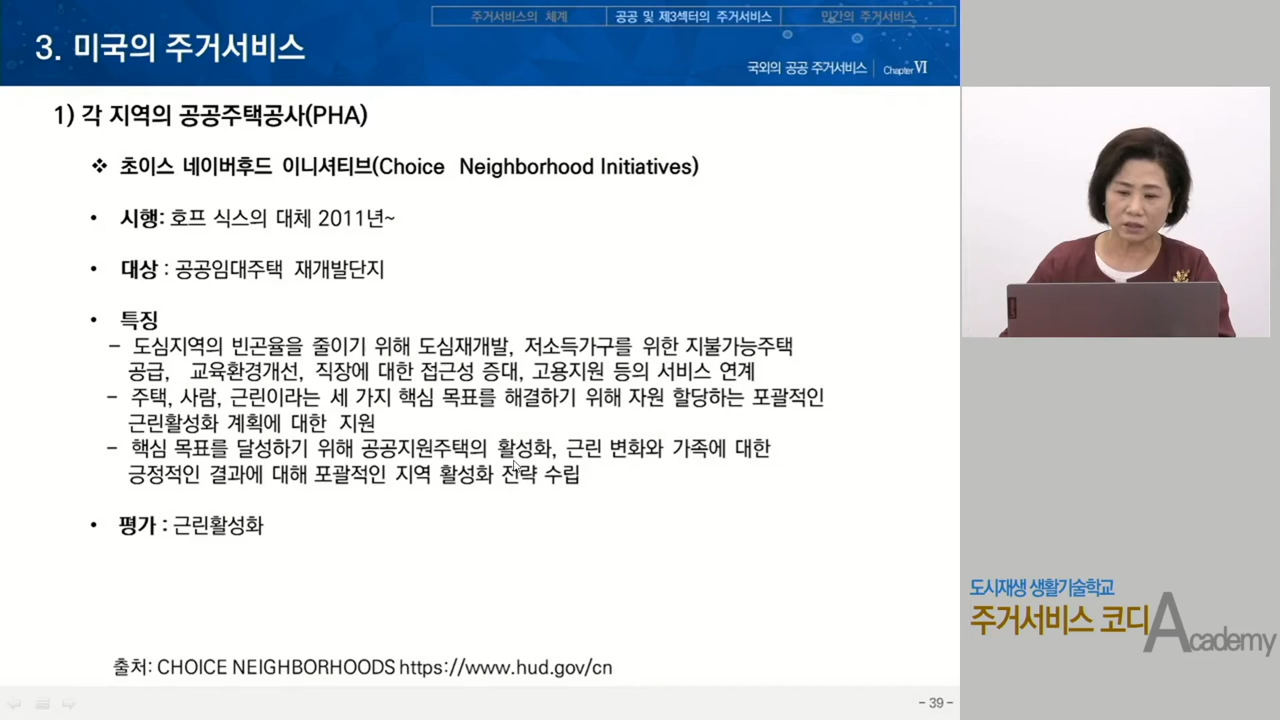 주거서비스의 체계
공공 및 제3섹터의 주거서비스
민간의 주거서비스
3. 미국의 주거서비스
국외의 공공 주거서비스 Chapter Ⅵ
1) 각 지역의 공공주택공사(PHA)
❖ 초이스 네이버후드 이니셔티브(Choice Neighborhood Initiatives)
• 시행: 호프 식스의 대체 2011년~
• 대상 : 공공임대주택 재개발단지
• 특징
– 도심지역의 빈곤율을 줄이기 위해 도심재개발, 저소득가구를 위한 지불가능주택
공급, 교육환경개선, 직장에 대한 접근성 증대, 고용지원 등의 서비스 연계
– 주택, 사람, 근린이라는 세 가지 핵심 목표를 해결하기 위해 자원 할당하는 포괄적인
근린활성화 계획에 대한 지원
– 핵심 목표를 달성하기 위해 공공지원주택의 활성화, 근린 변화와 가족에 대한
긍정적인 결과에 대해 포괄적인 지역 활성화 전략 수립
• 평가 : 근린활성화
출처: CHOICE NEIGHBORHOODS https://www.hud.gov/cn
- 39 -
도시재생 생활기술학교
주거서비스 코디 Academy